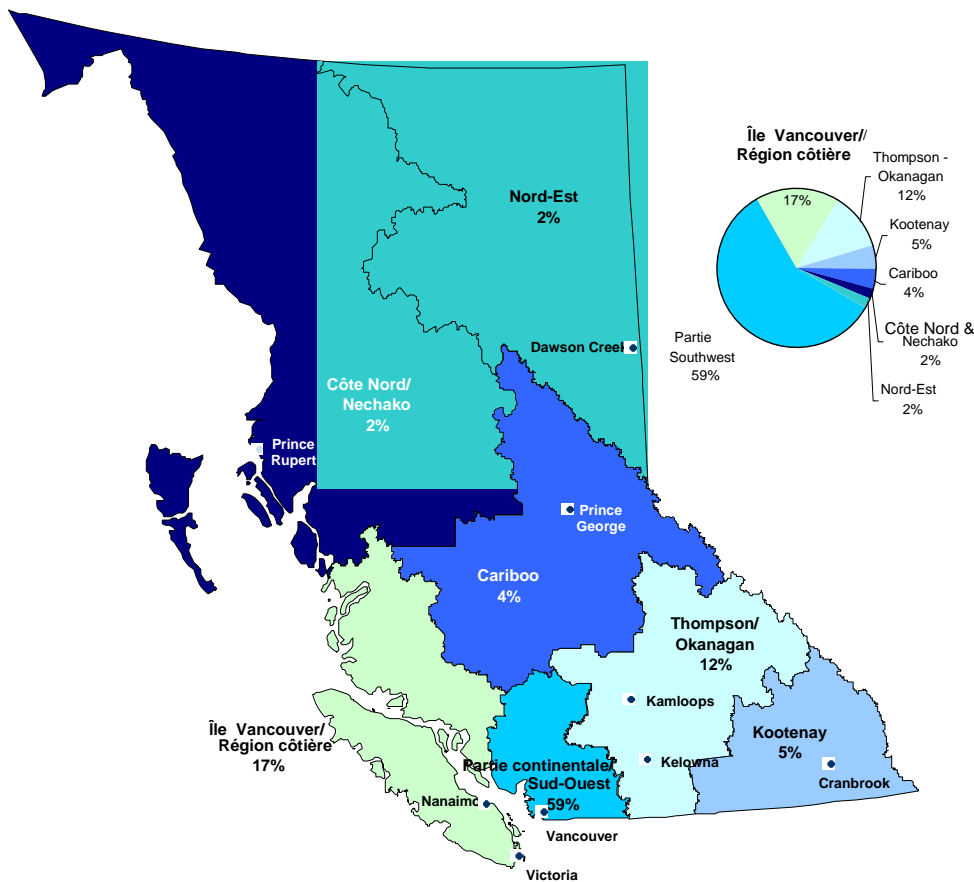 Nord-Est
2%
Dawson Creek
Côte Nord/
Nechako
2%
Prince
Rupert
Prince
George
Cariboo
4%
Thompson/
Okanagan
12%
Kamloops
Île Vancouver/
Région côtière
17%
Kootenay
5%
Kelowna
Cranbrook
Partie continentale/
Sud-Ouest
59%
Nanaimo
Vancouver
Victoria
Île Vancouver//
Région côtière
17%
Thompson -
Okanagan
12%
Kootenay
5%
Cariboo
4%
Côte Nord &
Nechako
2%
Nord-Est
2%
Partie
Southwest
59%